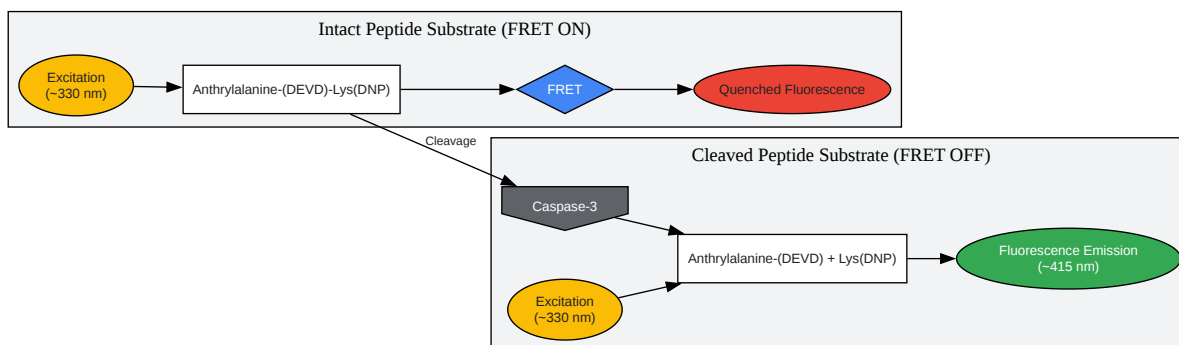 Intact Peptide Substrate (FRET ON)
Excitation
(~330 nm)
Anthrylalanine-(DEVD)-Lys(DNP)
FRET
Quenched Fluorescence
Cleavage
Cleaved Peptide Substrate (FRET OFF)
Caspase-3
Excitation
(~330 nm)
Anthrylalanine-(DEVD) + Lys(DNP)
Fluorescence Emission
(~415 nm)